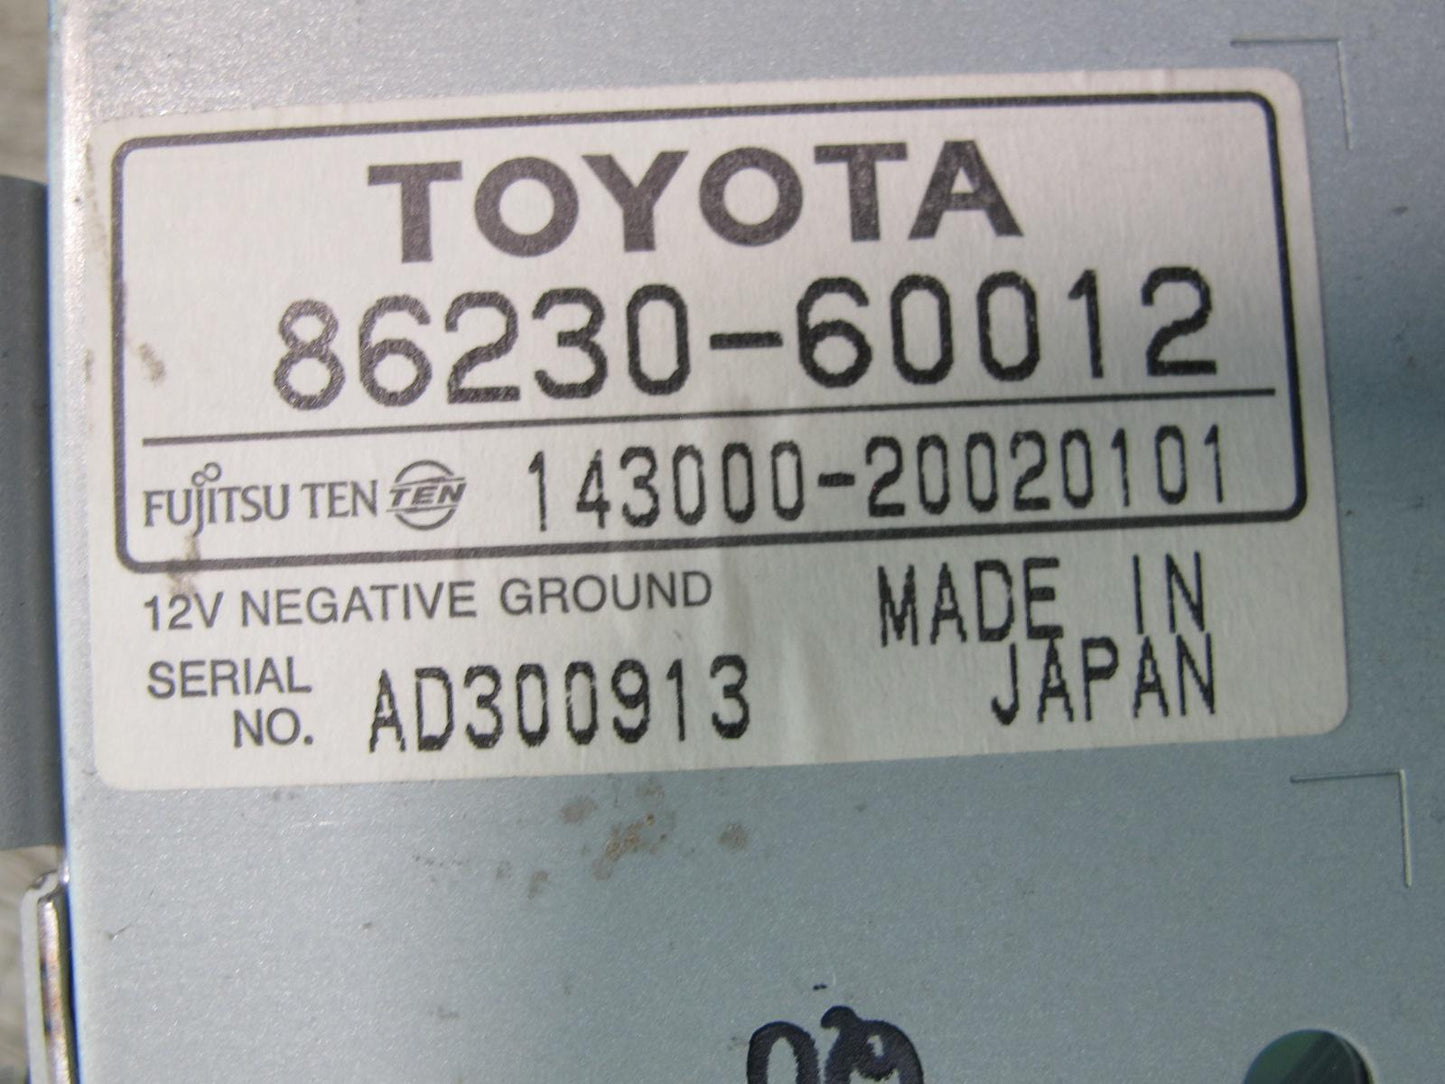 TOYOTA
86230-60012
FUJITSU TEN TEN 143000-20020101
12V NEGATIVE GROUND
MADE IN
JAPAN
SERIAL
NO. AD300913